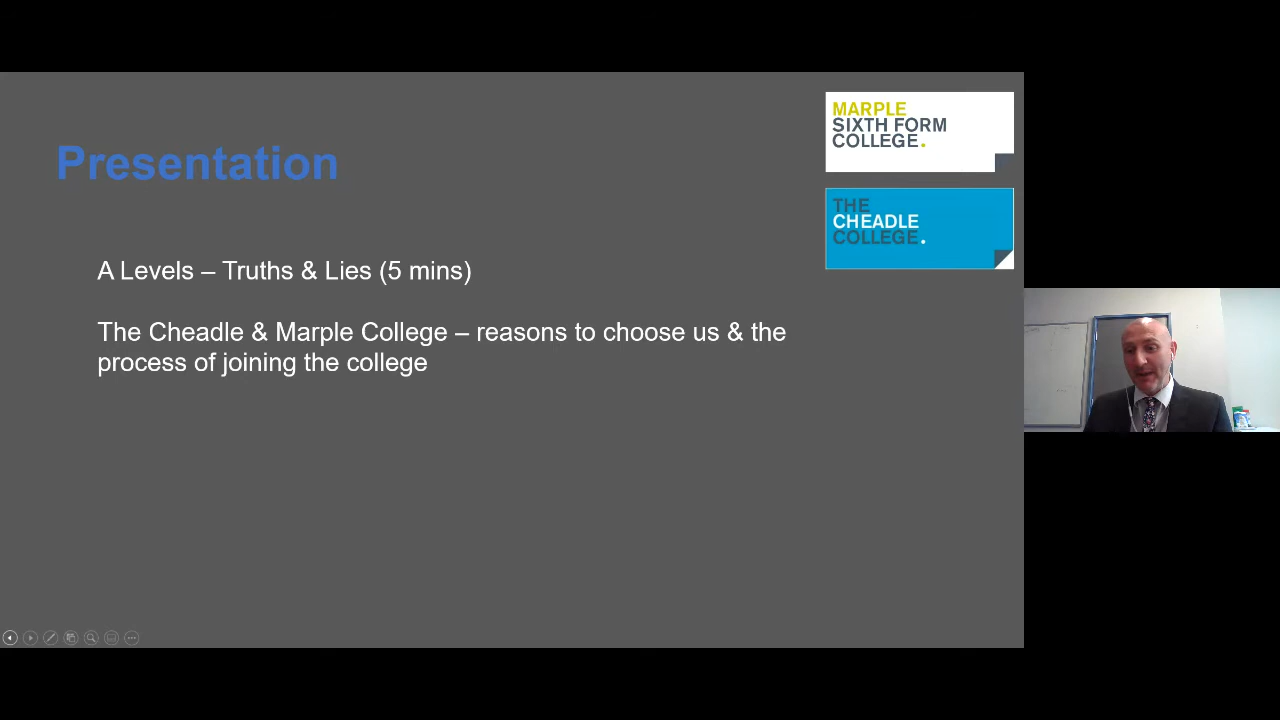 Presentation
MARPLE
SIXTH FORM
COLLEGE.
THE
CHEADLE
COLLEGE.
A Levels – Truths & Lies (5 mins)
The Cheadle & Marple College – reasons to choose us & the
process of joining the college